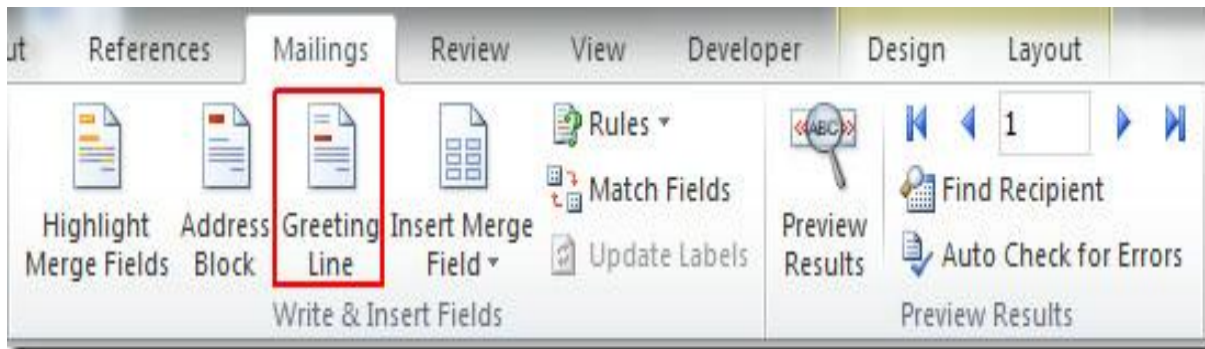 ut References Mailings Review View Developer Design Layout
Highlight Merge Fields
Address Block
Greeting Line
Insert Merge Field
Rules
Match Fields
Update Labels
Write & Insert Fields
«ABC»
Preview Results
1
Find Recipient
Auto Check for Errors
Preview Results